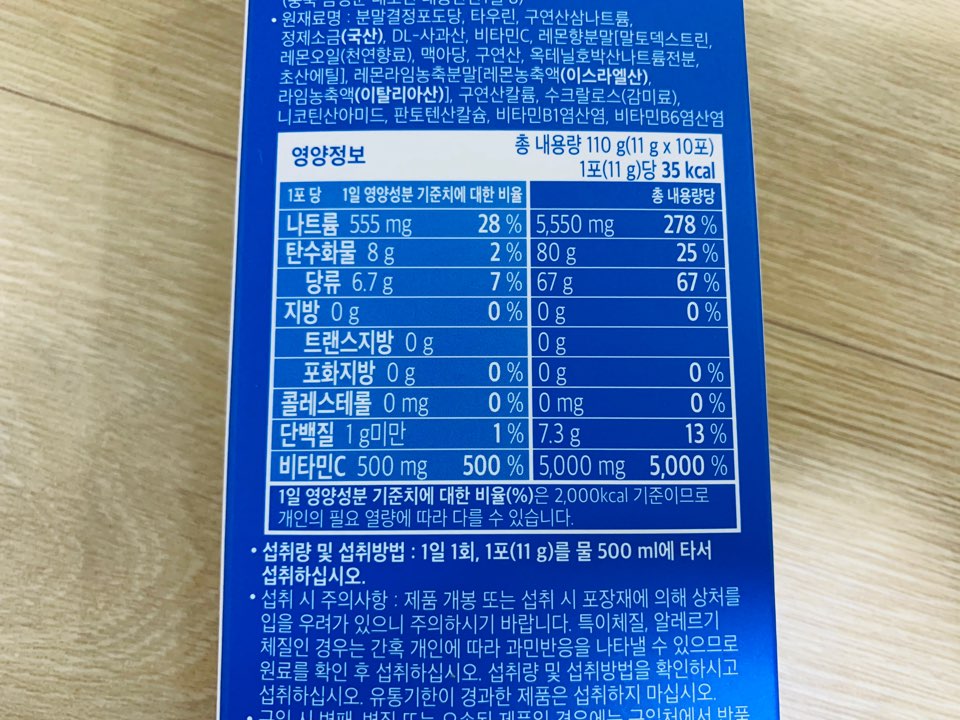 • 원재료명 : 분말결정포도당, 타우린, 구연산삼나트륨,
정제소금(국산), DL-사과산, 비타민C, 레몬향분말[말토덱스트린,
레몬오일(천연향료), 맥아당, 구연산, 옥테닐호박산나트륨전분,
초산에틸], 레몬라임농축분말[레몬농축액(이스라엘산),
라임농축액(이탈리아산)], 구연산칼륨, 수크랄로스(감미료),
니코틴산아미드, 판토텐산칼슘, 비타민B1염산염, 비타민B6염산염
영양정보 총 내용량 110 g(11 g x 10포)
1포(11 g)당 35 kcal
1포 당 1일 영양성분 기준치에 대한 비율 총 내용량당
나트륨 555 mg 28 % 5,550 mg 278 %
탄수화물 8 g 2 % 80 g 25 %
당류 6.7 g 7 % 67 g 67 %
지방 0 g 0 % 0 g 0 %
트랜스지방 0 g 0 g
포화지방 0 g 0 % 0 g 0 %
콜레스테롤 0 mg 0 % 0 mg 0 %
단백질 1 g미만 1 % 7.3 g 13 %
비타민C 500 mg 500 % 5,000 mg 5,000 %
1일 영양성분 기준치에 대한 비율(%)은 2,000kcal 기준이므로
개인의 필요 열량에 따라 다를 수 있습니다.
• 섭취량 및 섭취방법 : 1일 1회, 1포(11 g)를 물 500 ml에 타서
섭취하십시오.
• 섭취 시 주의사항 : 제품 개봉 또는 섭취 시 포장재에 의해 상처를
입을 우려가 있으니 주의하시기 바랍니다. 특이체질, 알레르기
체질인 경우는 간혹 개인에 따라 과민반응을 나타낼 수 있으므로
원료를 확인 후 섭취하십시오. 섭취량 및 섭취방법을 확인하시고
섭취하십시오. 유통기한이 경과한 제품은 섭취하지 마십시오.